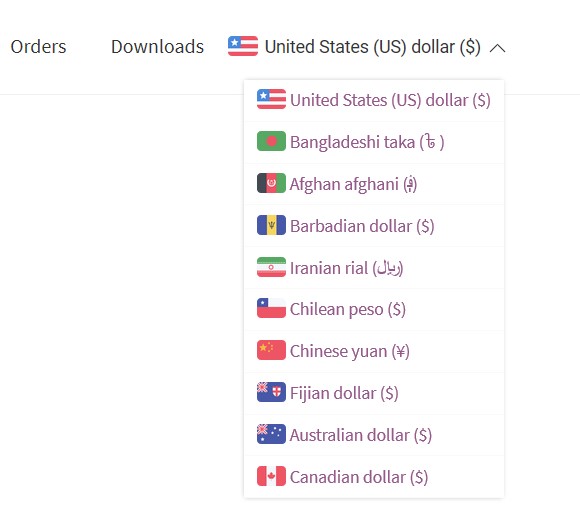 Orders Downloads United States (US) dollar ($)
United States (US) dollar ($)
Bangladeshi taka (৳ )
Afghan afghani (؋)
Barbadian dollar ($)
Iranian rial (﷼)
Chilean peso ($)
Chinese yuan (¥)
Fijian dollar ($)
Australian dollar ($)
Canadian dollar ($)